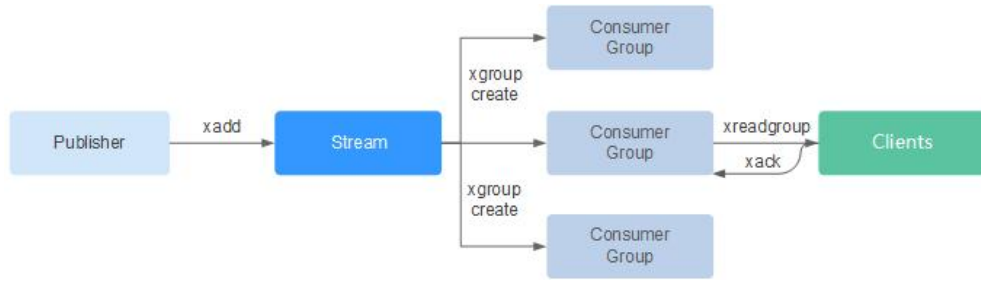 Consumer
Group
xgroup
create
Publisher
xadd
Stream
Consumer
Group
xreadgroup
xack
Clients
xgroup
create
Consumer
Group